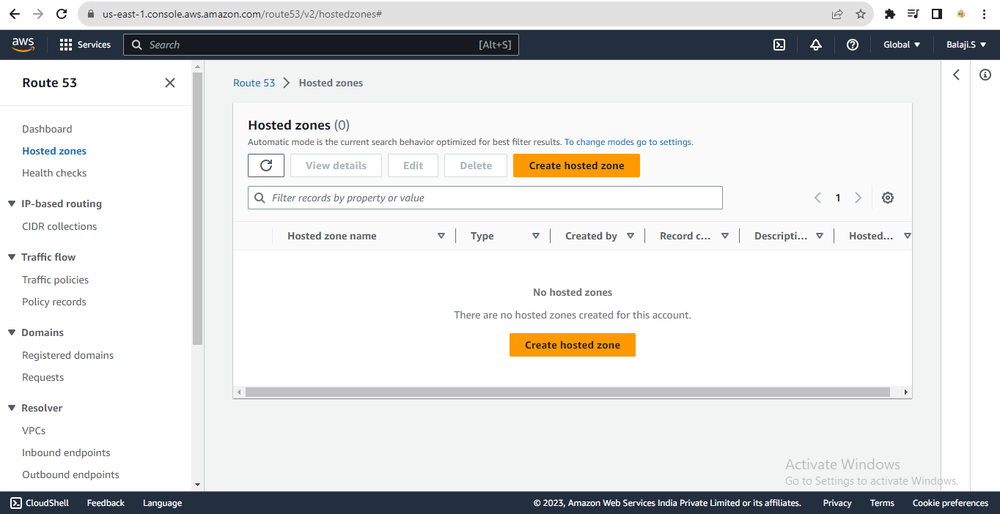 us-east-1.console.aws.amazon.com/route53/v2/hostedzones#
aws Services Search [Alt+S] Global Balaji.S
Route 53
Dashboard
Hosted zones
Health checks
IP-based routing
CIDR collections
Traffic flow
Traffic policies
Policy records
Domains
Registered domains
Requests
Resolver
VPCs
Inbound endpoints
Outbound endpoints
Route 53 Hosted zones
Hosted zones (0)
Automatic mode is the current search behavior optimized for best filter results. To change modes go to settings.
View details Edit Delete Create hosted zone
Filter records by property or value 1
Hosted zone name Type Created by Record c... Descripti... Hosted...
No hosted zones
There are no hosted zones created for this account.
Create hosted zone
Activate Windows
Go to Settings to activate Windows.
CloudShell Feedback Language © 2023, Amazon Web Services India Private Limited or its affiliates. Privacy Terms Cookie preferences